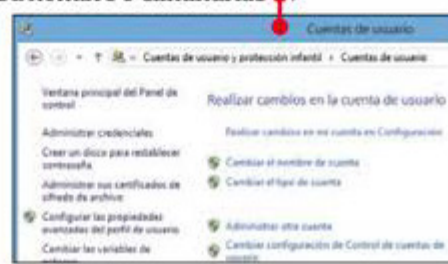 Cuentas de usuario
Cuentas de usuario y protección infantil › Cuentas de usuario
Ventana principal del Panel de
control
Realizar cambios en la cuenta de usuario
Administrar credenciales
Realizar cambios en mi cuenta en Configuración
Crear un disco para restablecer
contraseña
Cambiar el nombre de cuenta
Cambiar el tipo de cuenta
Administrar sus certificados de
cifrado de archivo
Configurar las propiedades
avanzadas del perfil de usuario
Administrar otra cuenta
Cambiar configuración de Control de cuentas de
usuario
Cambiar las variables de
entorno